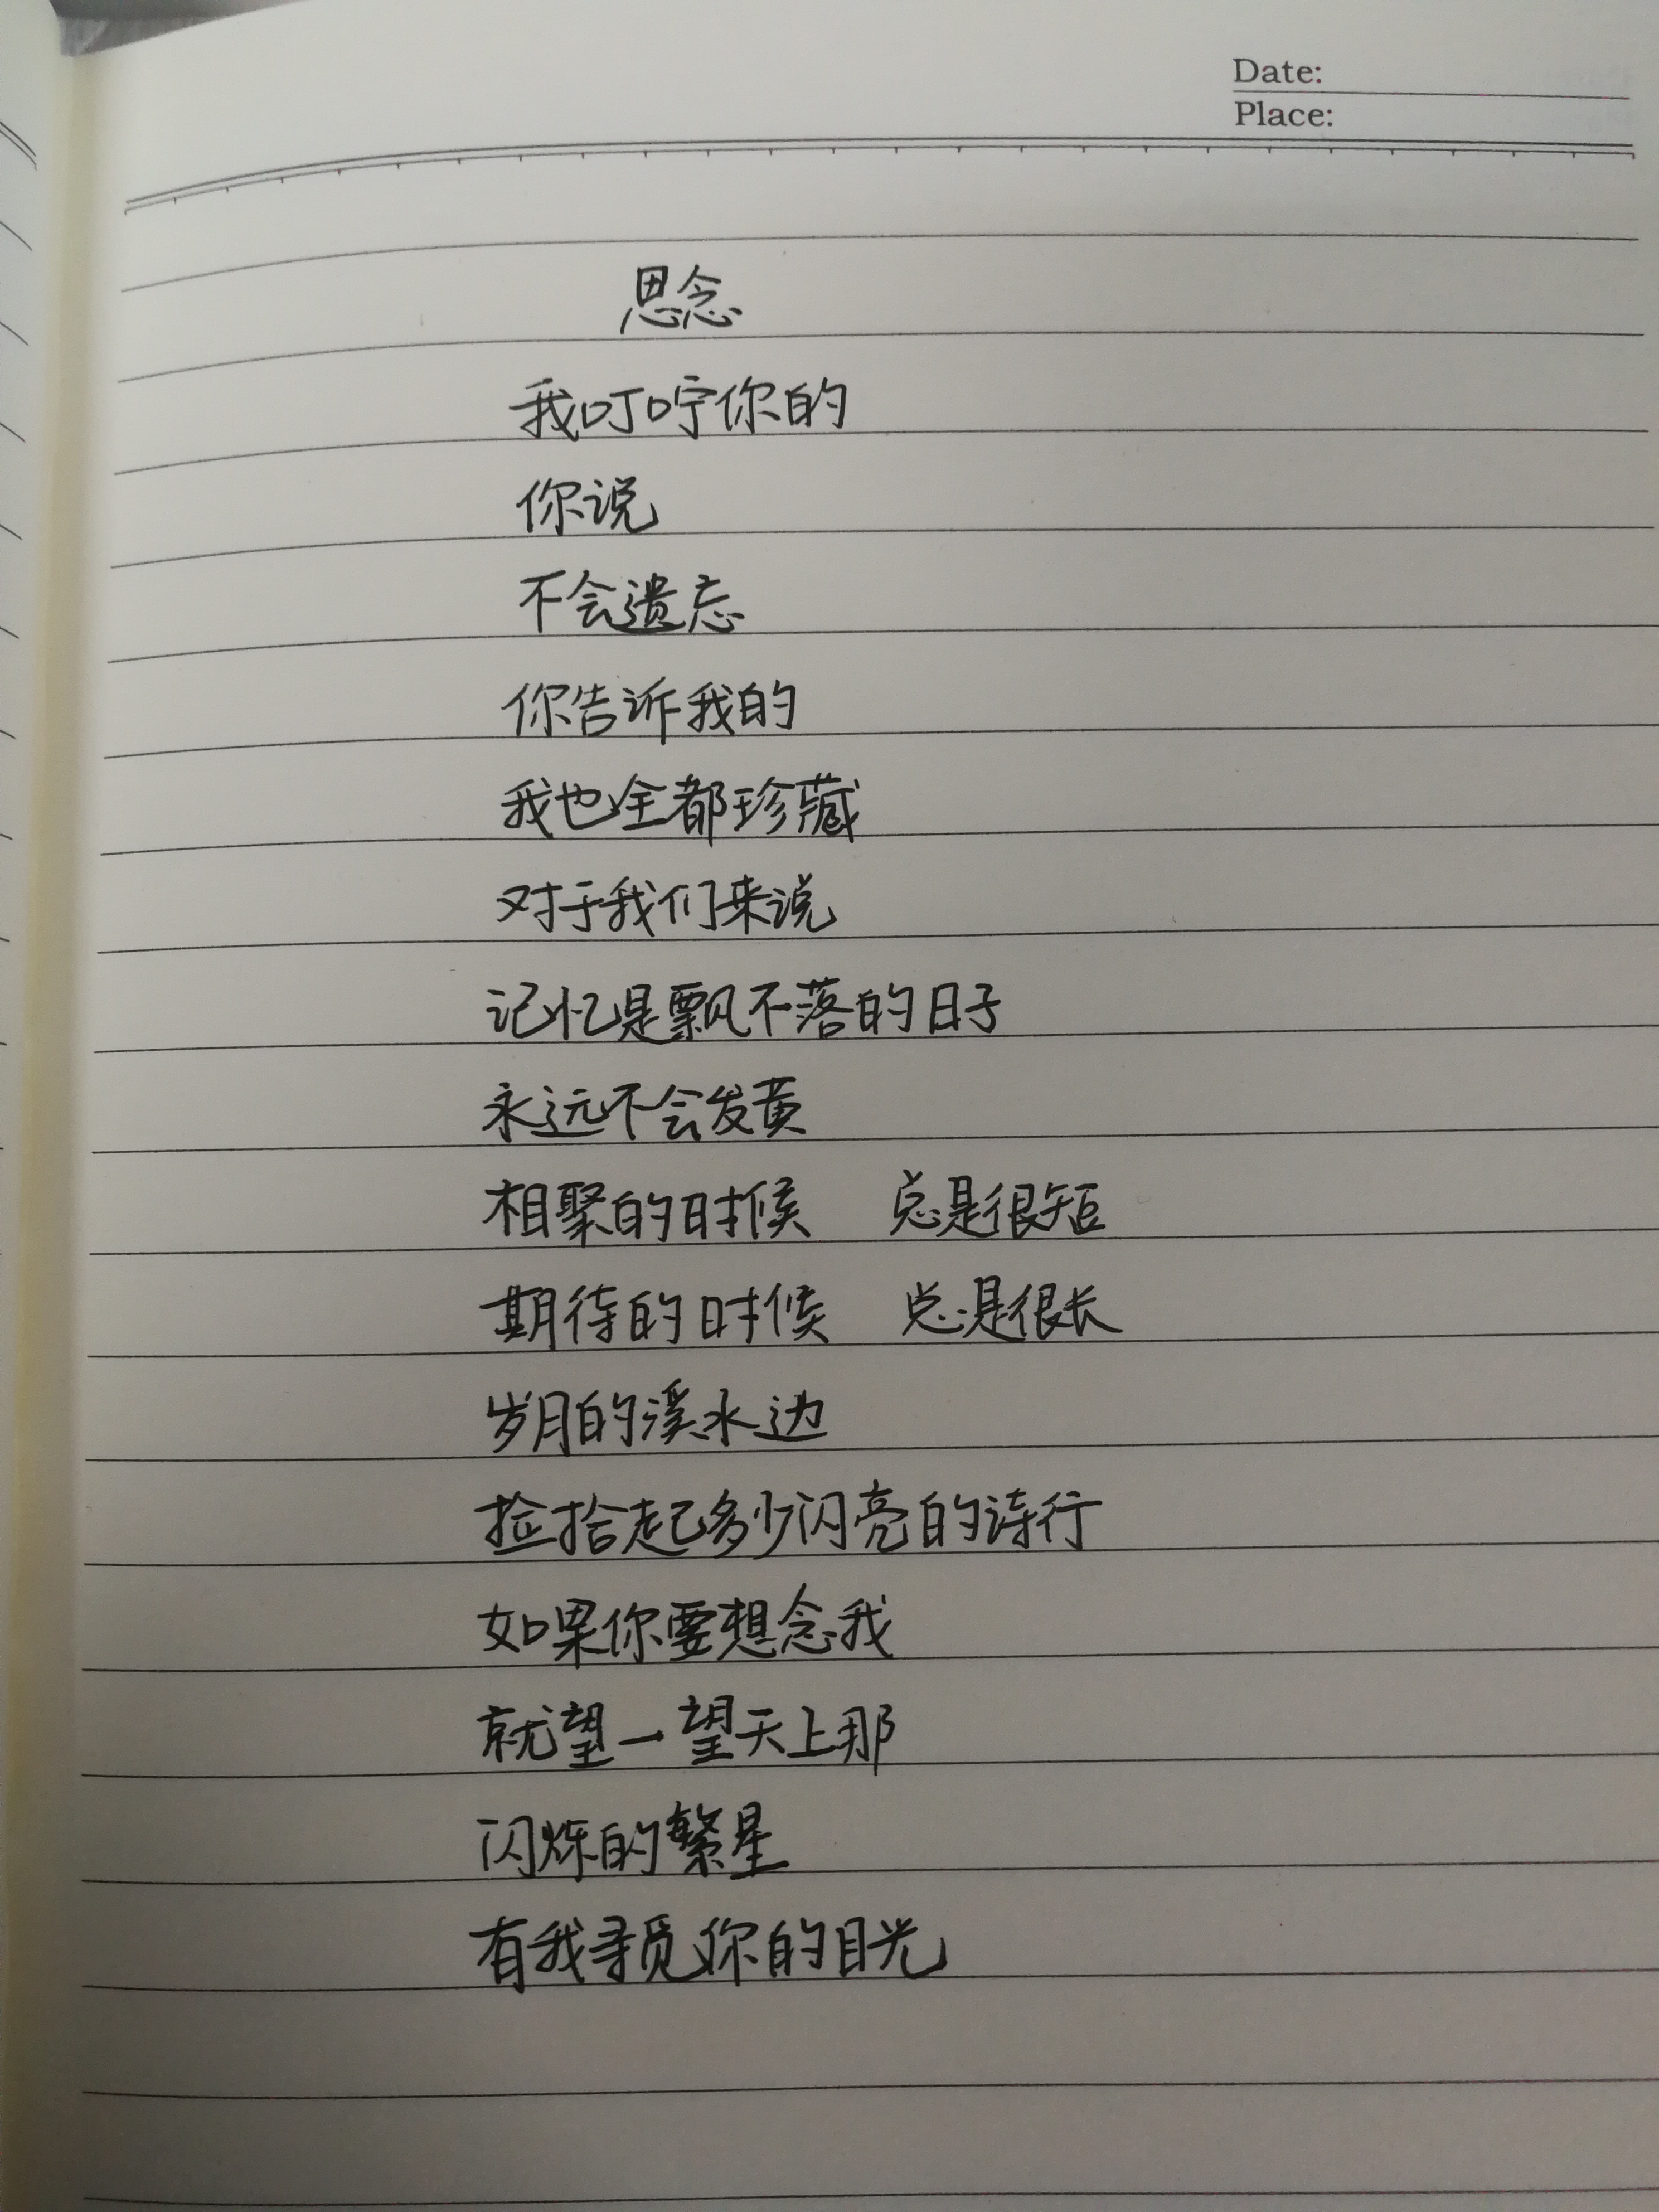 Date:
Place:
思念
我叮咛你的
你说
不会遗忘
你告诉我的
我也全都珍藏
对于我们来说
记忆是飘不落的日子
永远不会发黄
相聚的时候 总是很短
期待的时候 总是很长
岁月的溪水边
捡拾起多少闪亮的诗行
如果你要想念我
就望一望天上那
闪烁的繁星
有我寻觅你的目光